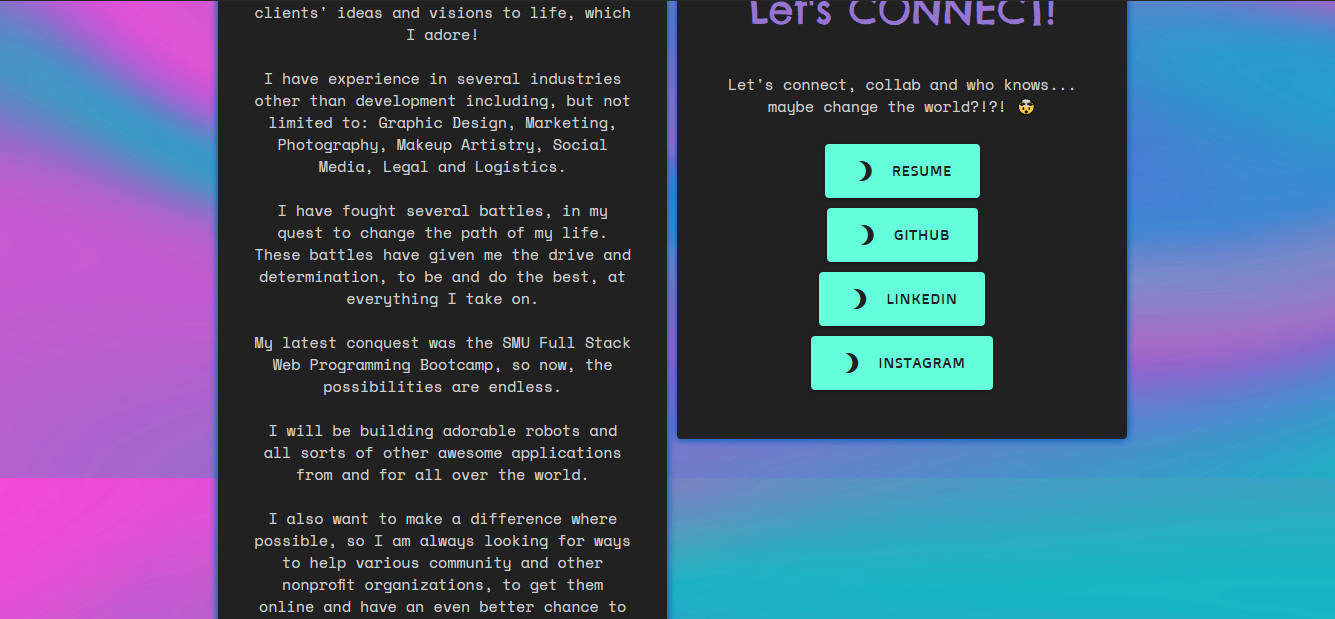 clients' ideas and visions to life, which
I adore!
I have experience in several industries
other than development including, but not
limited to: Graphic Design, Marketing,
Photography, Makeup Artistry, Social
Media, Legal and Logistics.
I have fought several battles, in my
quest to change the path of my life.
These battles have given me the drive and
determination, to be and do the best, at
everything I take on.
My latest conquest was the SMU Full Stack
Web Programming Bootcamp, so now, the
possibilities are endless.
I will be building adorable robots and
all sorts of other awesome applications
from and for all over the world.
I also want to make a difference where
possible, so I am always looking for ways
to help various community and other
nonprofit organizations, to get them
online and have an even better chance to
Let's CONNECT!
Let's connect, collab and who knows...
maybe change the world?!?! 🤯
RESUME
GITHUB
LINKEDIN
INSTAGRAM